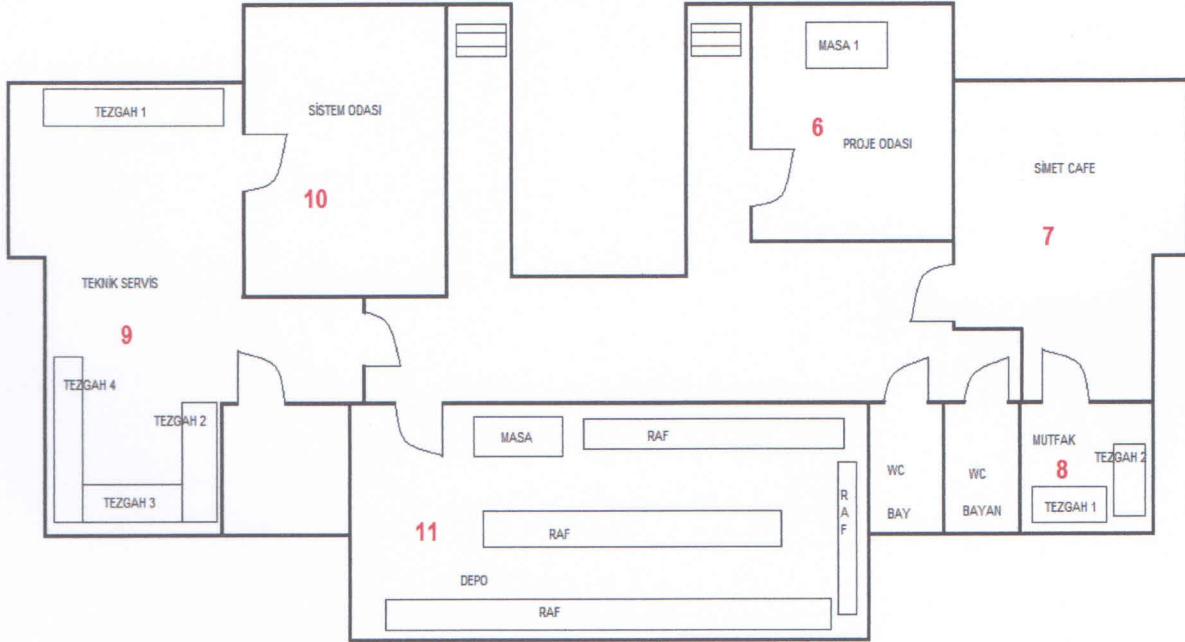 MASA 1
TEZGAH 1
SİSTEM ODASI
6
PROJE ODASI
SİMET CAFE
10
7
TEKNİK SERVİS
9
TEZGAH 4
TEZGAH 2
TEZGAH 3
MASA
RAF
RAF
RAF
RAF
11
DEPO
WC
BAY
WC
BAYAN
MUTFAK
8
TEZGAH 2
TEZGAH 1